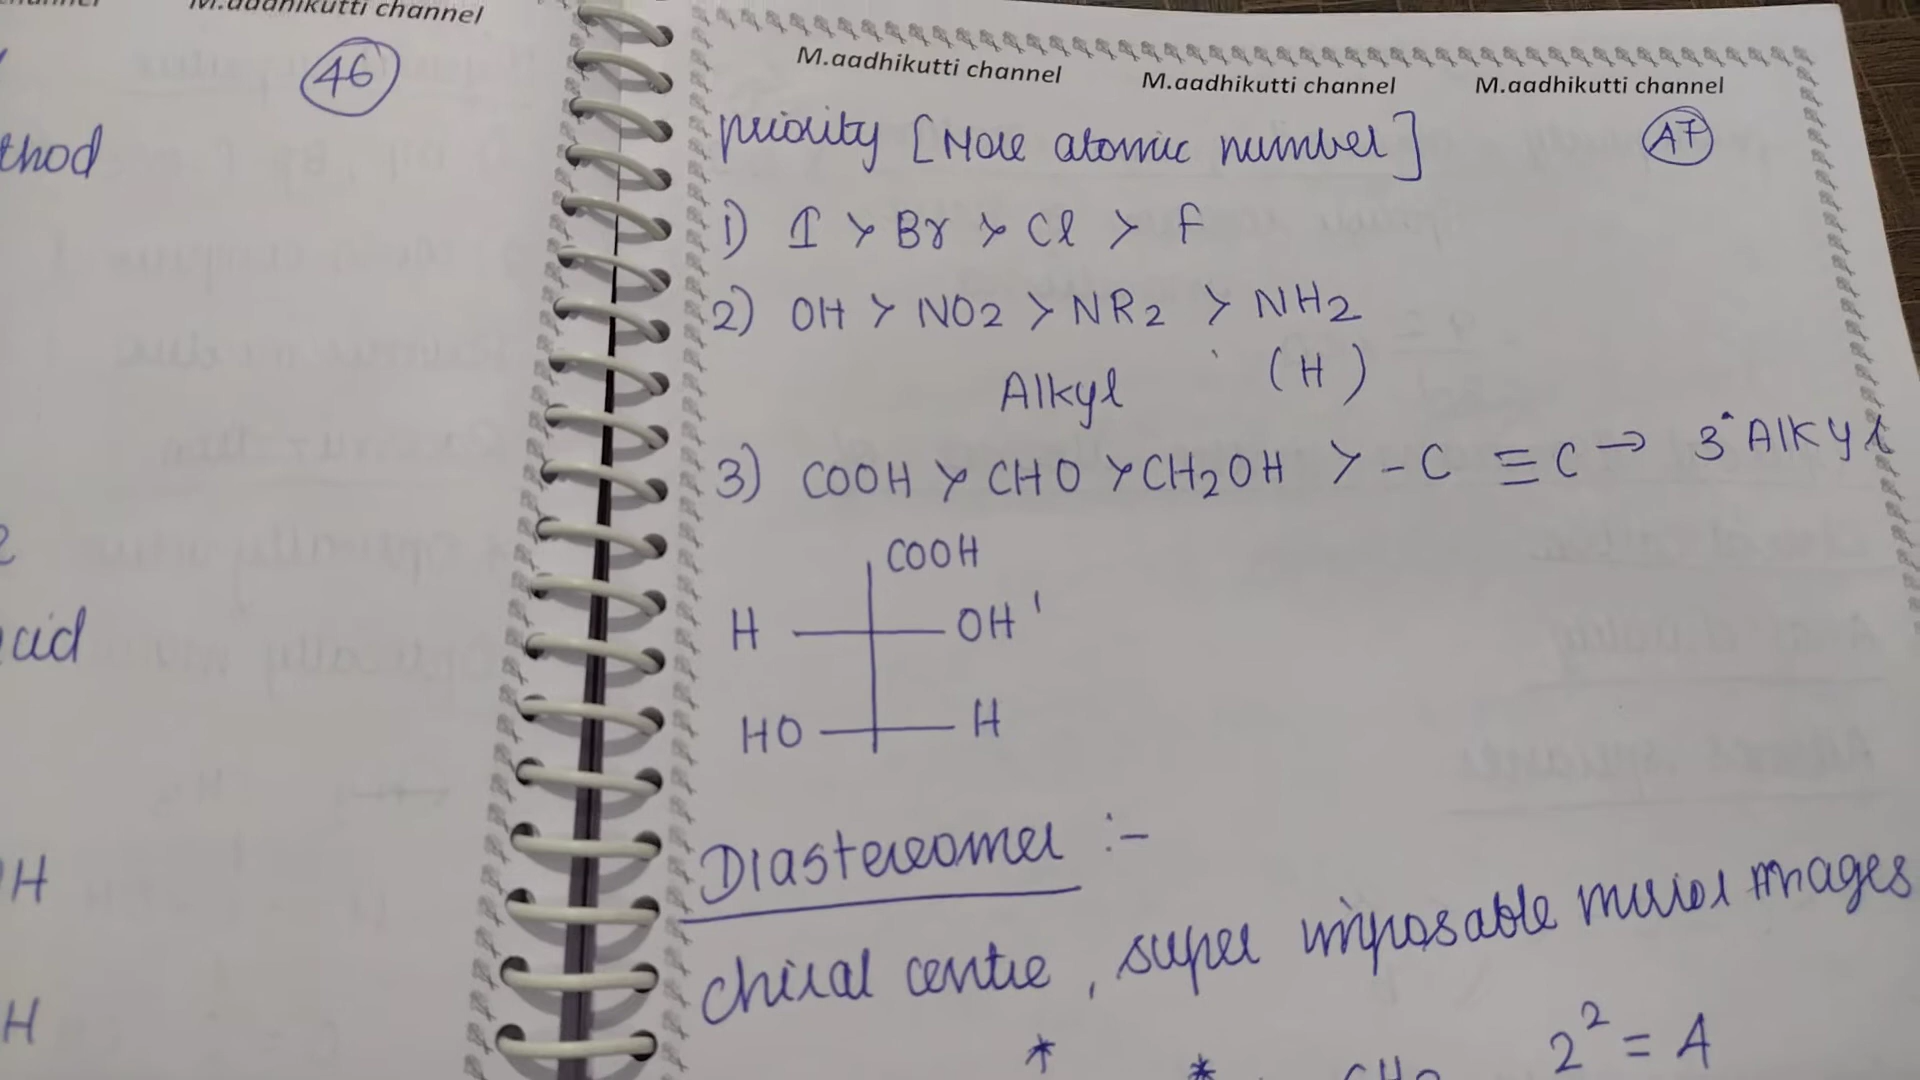 M.aadhikutti channel
46
thod
cid
H
H
M.aadhikutti channel M.aadhikutti channel M.aadhikutti channel
priority [More atomic number] 47
1) I > Br > Cl > F
2) OH > NO2 > NR2 > NH2
Alkyl (H)
3) COOH > CHO > CH2OH > -C ≡ C → 3° Alkyl
COOH
H OH
HO H
Diastereomer :-
chiral centre, super imposable mirror images
* * 2² = 4